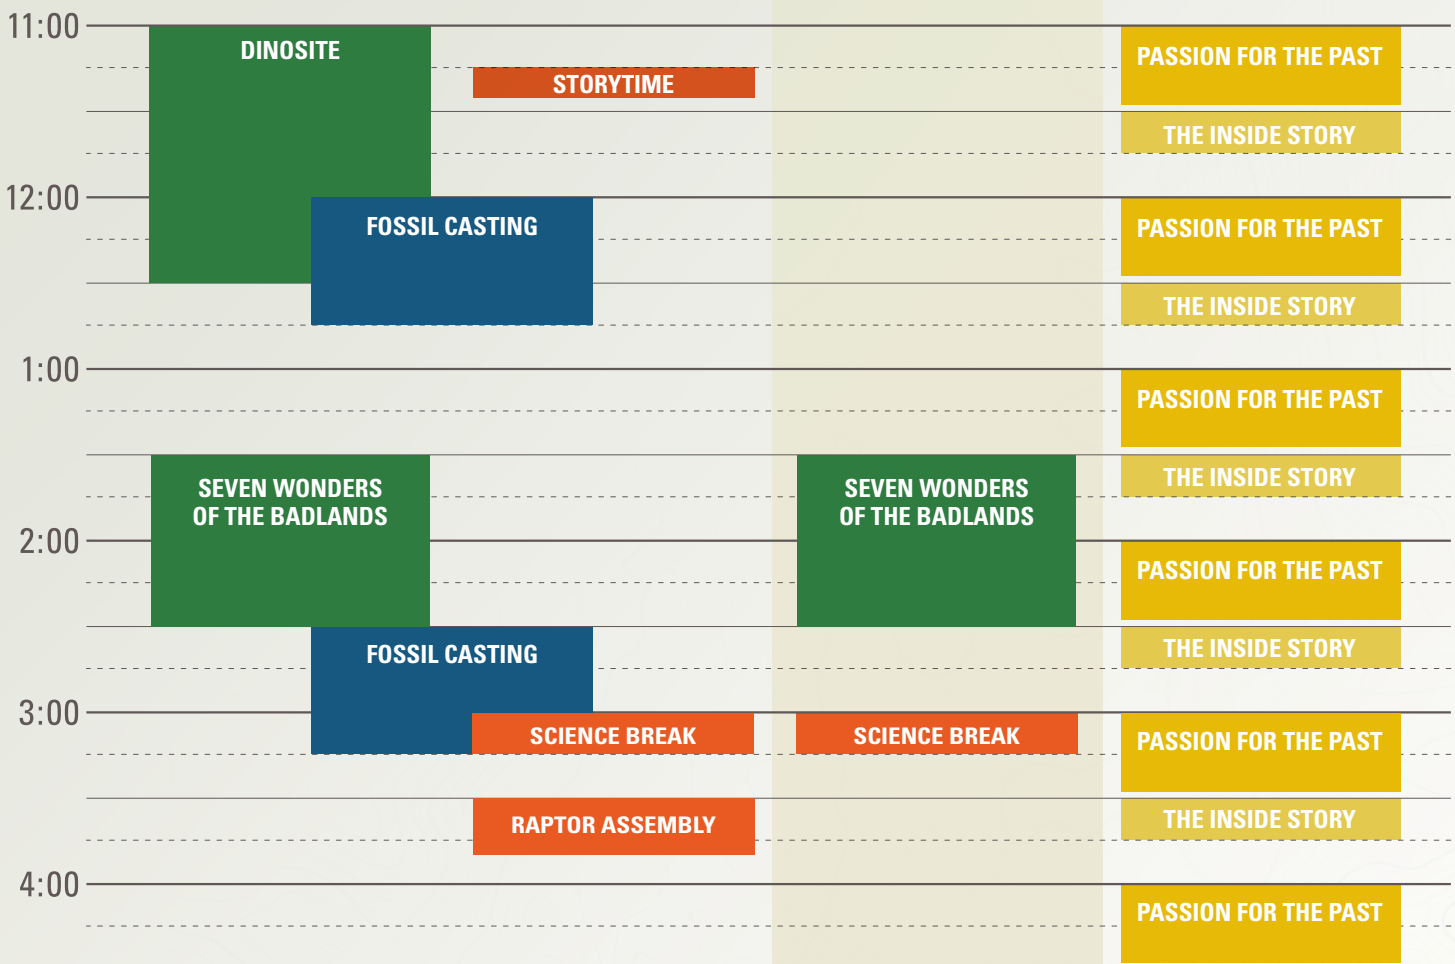 11:00
DINOSITE
PASSION FOR THE PAST
STORYTIME
THE INSIDE STORY
12:00
FOSSIL CASTING
PASSION FOR THE PAST
THE INSIDE STORY
1:00
PASSION FOR THE PAST
THE INSIDE STORY
SEVEN WONDERS
OF THE BADLANDS
SEVEN WONDERS
OF THE BADLANDS
2:00
PASSION FOR THE PAST
FOSSIL CASTING
THE INSIDE STORY
3:00
SCIENCE BREAK
SCIENCE BREAK
PASSION FOR THE PAST
RAPTOR ASSEMBLY
THE INSIDE STORY
4:00
PASSION FOR THE PAST